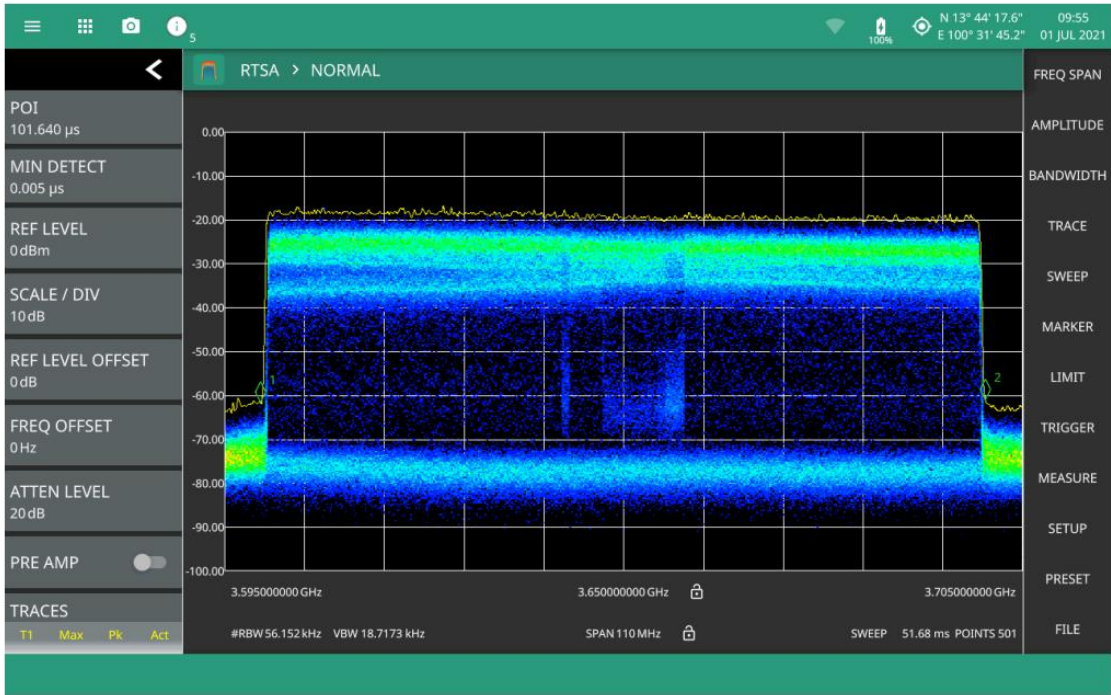 5
100%
N 13° 44' 17.6"
E 100° 31' 45.2"
09:55
01 JUL 2021
RTSA > NORMAL
POI
101.640 µs
MIN DETECT
0.005 µs
REF LEVEL
0 dBm
SCALE / DIV
10 dB
REF LEVEL OFFSET
0 dB
FREQ OFFSET
0 Hz
ATTEN LEVEL
20 dB
PRE AMP
TRACES
T1 Max Pk Act
0.00
-10.00
-20.00
-30.00
-40.00
-50.00
-60.00
-70.00
-80.00
-90.00
-100.00
1
2
3.595000000 GHz 3.650000000 GHz 3.705000000 GHz
#RBW 56.152 kHz VBW 18.7173 kHz SPAN 110 MHz SWEEP 51.68 ms POINTS 501
FREQ SPAN
AMPLITUDE
BANDWIDTH
TRACE
SWEEP
MARKER
LIMIT
TRIGGER
MEASURE
SETUP
PRESET
FILE